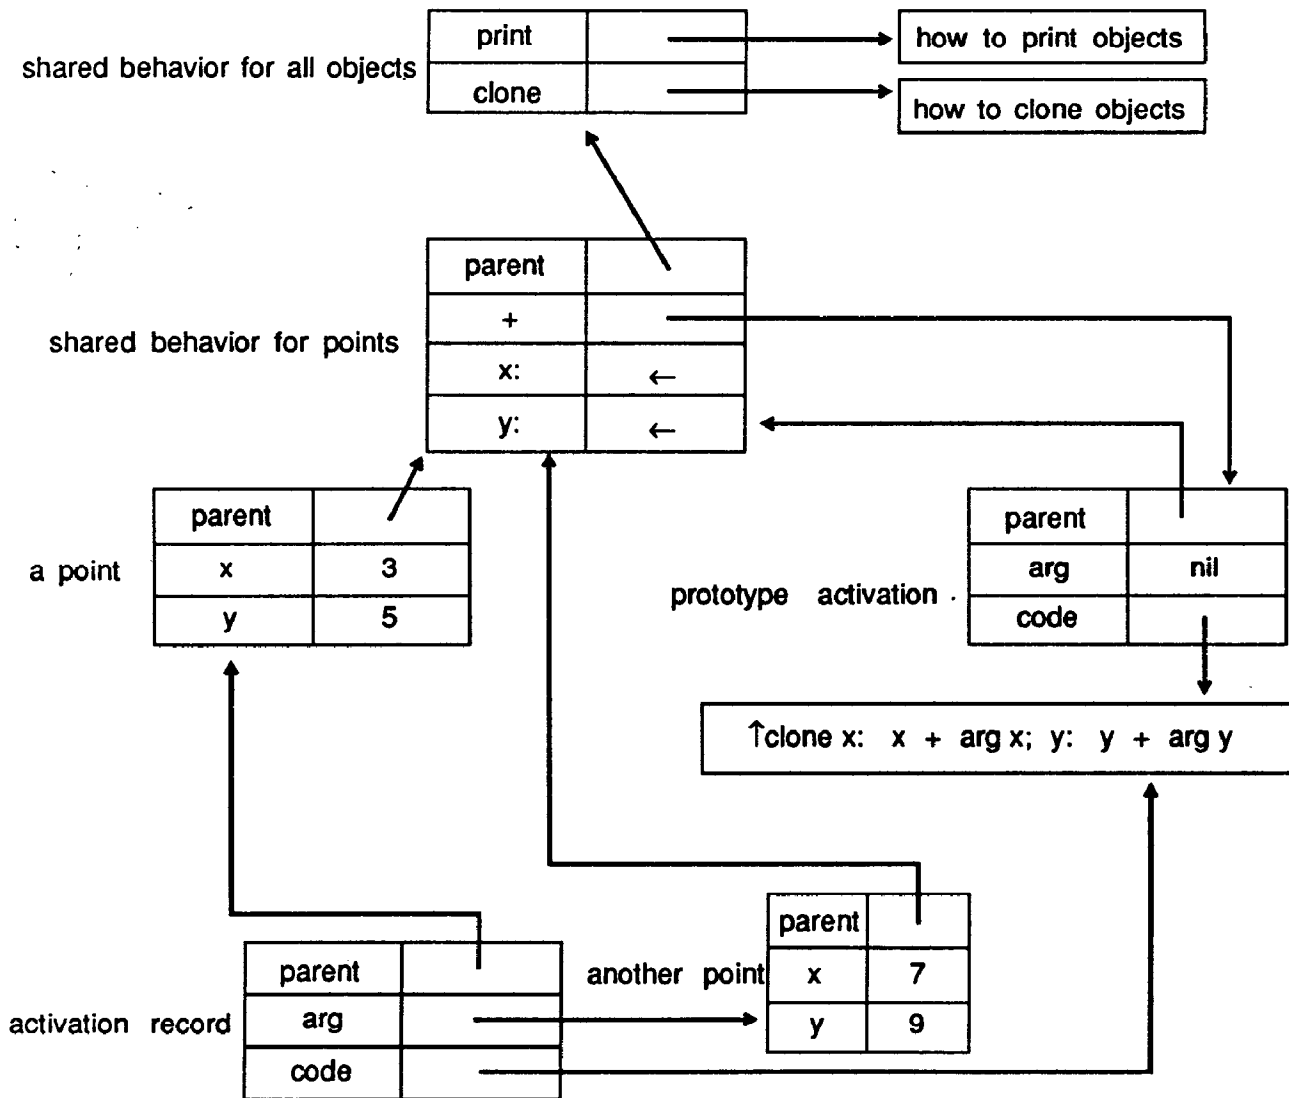 print
how to print objects
shared behavior for all objects
clone
how to clone objects
parent
+
shared behavior for points
x: ←
y: ←
parent
a point
x 3
y 5
parent
arg nil
prototype activation
code
↑clone x: x + arg x; y: y + arg y
parent
another point
x 7
y 9
parent
activation record
arg
code